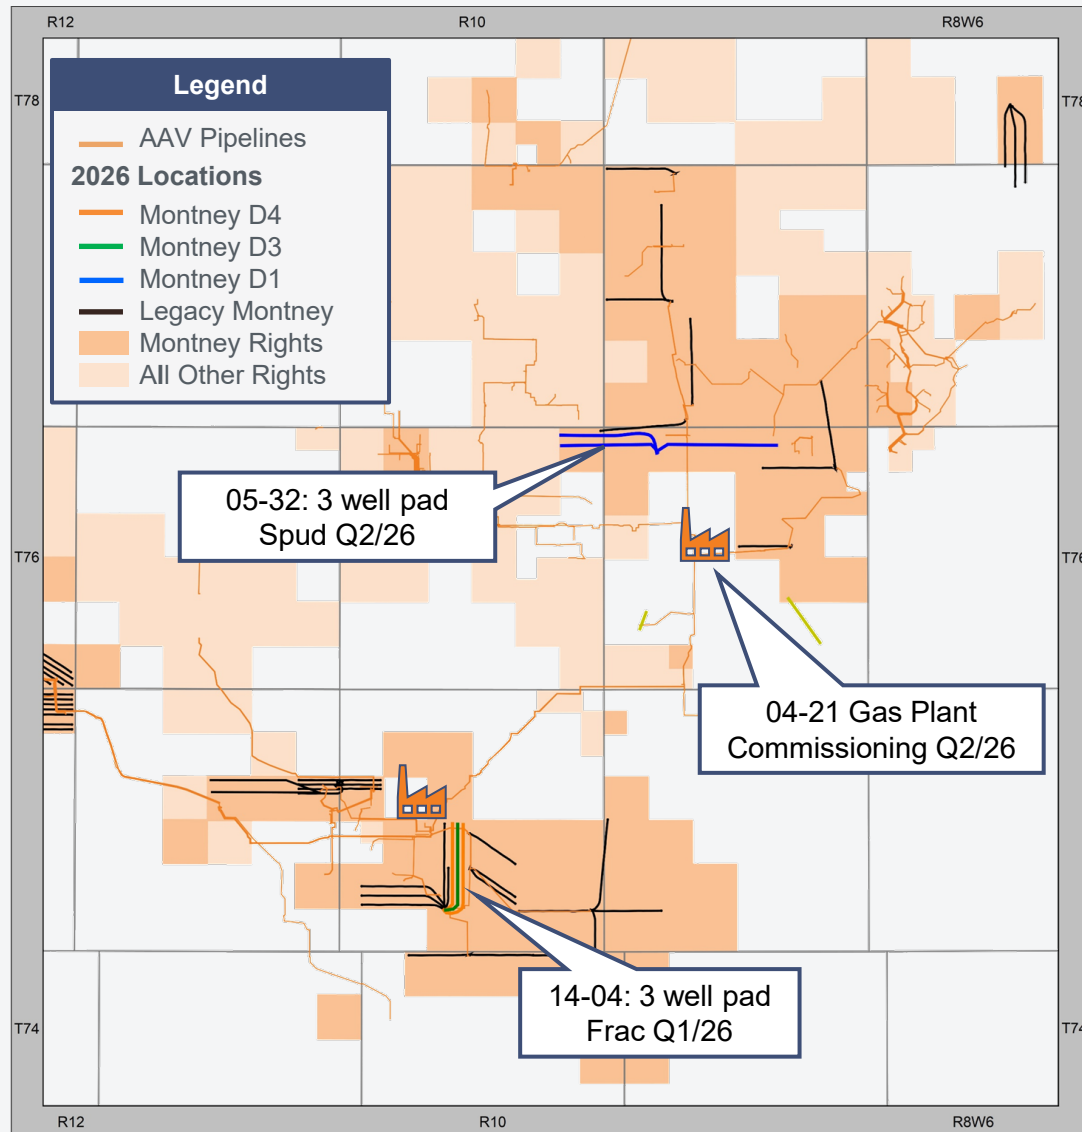 R12
R10
R8W6
T78
T78
Legend
AAV Pipelines
2026 Locations
Montney D4
Montney D3
Montney D1
Legacy Montney
Montney Rights
All Other Rights
05-32: 3 well pad
Spud Q2/26
T76
T76
04-21 Gas Plant
Commissioning Q2/26
14-04: 3 well pad
Frac Q1/26
T74
T74
R12
R10
R8W6